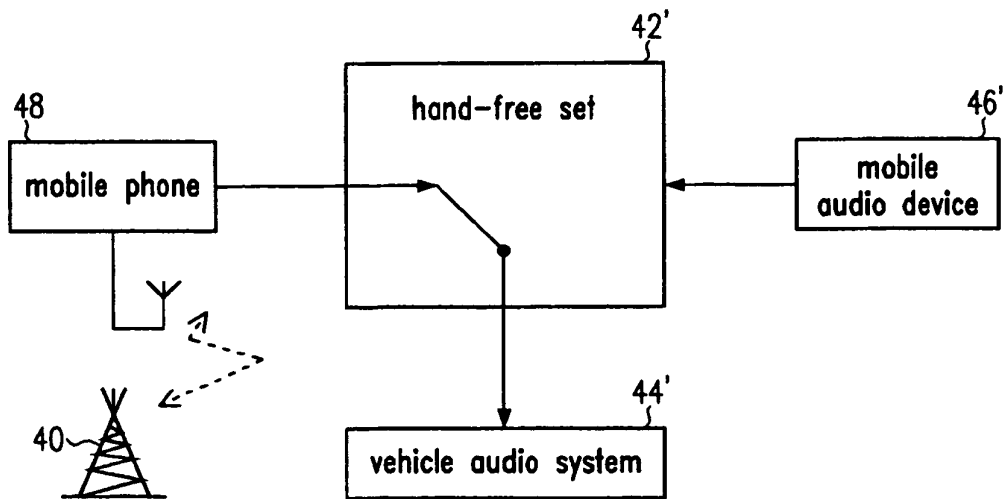 42'
hand-free set
48
mobile phone
46'
mobile
audio device
40
44'
vehicle audio system